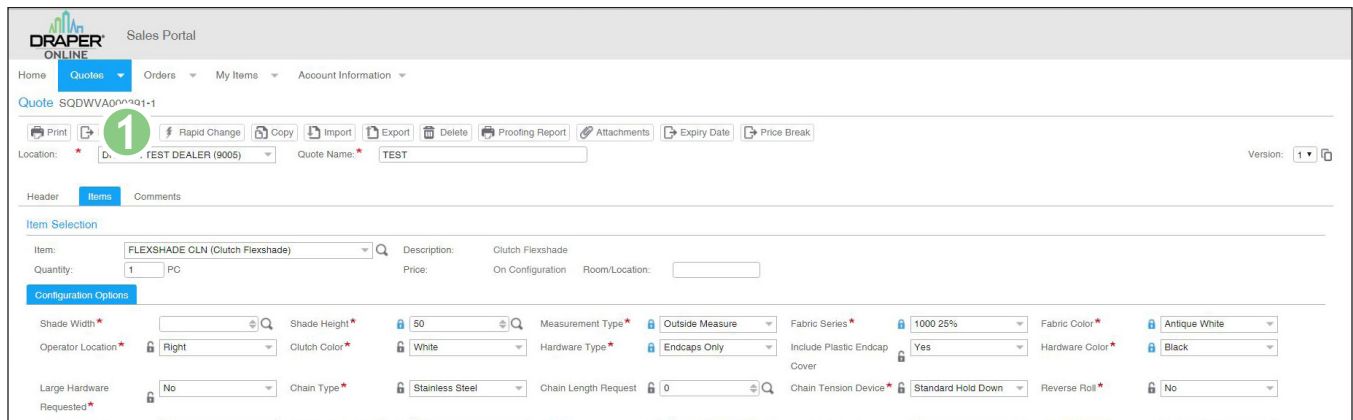 DRAPER®
ONLINE
Sales Portal
Home Quotes Orders My Items Account Information
Quote SQDWVA000391-1
Print Rapid Change Copy Import Export Delete Proofing Report Attachments Expiry Date Price Break
1
Location: * TEST DEALER (9005) Quote Name: * TEST Version: 1
Header Items Comments
Item Selection
Item: FLEXSHADE CLN (Clutch Flexshade) Description: Clutch Flexshade
Quantity: 1 PC Price: On Configuration Room/Location:
Configuration Options
Shade Width * Shade Height * 50 Measurement Type * Outside Measure Fabric Series * 1000 25% Fabric Color * Antique White
Operator Location * Right Clutch Color * White Hardware Type * Endcaps Only Include Plastic Endcap Yes Hardware Color * Black
Cover
Large Hardware No Chain Type * Stainless Steel Chain Length Request 0 Chain Tension Device * Standard Hold Down Reverse Roll * No
Requested *